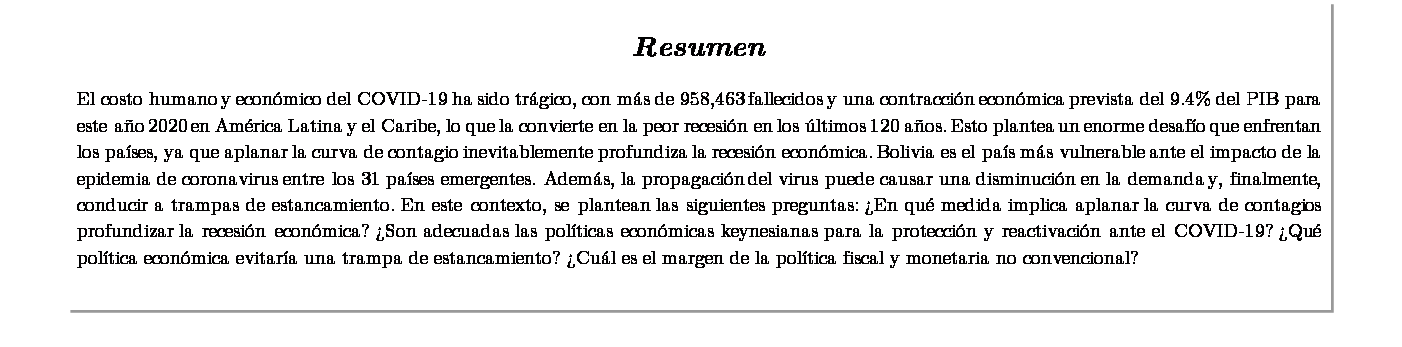 Resumen
El costo humano y económico del COVID-19 ha sido trágico, con más de 958,463 fallecidos y una contracción económica prevista del 9.4% del PIB para
este año 2020 en América Latina y el Caribe, lo que la convierte en la peor recesión en los últimos 120 años. Esto plantea un enorme desafío que enfrentan
los países, ya que aplanar la curva de contagio inevitablemente profundiza la recesión económica. Bolivia es el país más vulnerable ante el impacto de la
epidemia de coronavirus entre los 31 países emergentes. Además, la propagación del virus puede causar una disminución en la demanda y, finalmente,
conducir a trampas de estancamiento. En este contexto, se plantean las siguientes preguntas: ¿En qué medida implica aplanar la curva de contagios
profundizar la recesión económica? ¿Son adecuadas las políticas económicas keynesianas para la protección y reactivación ante el COVID-19? ¿Qué
política económica evitaría una trampa de estancamiento? ¿Cuál es el margen de la política fiscal y monetaria no convencional?